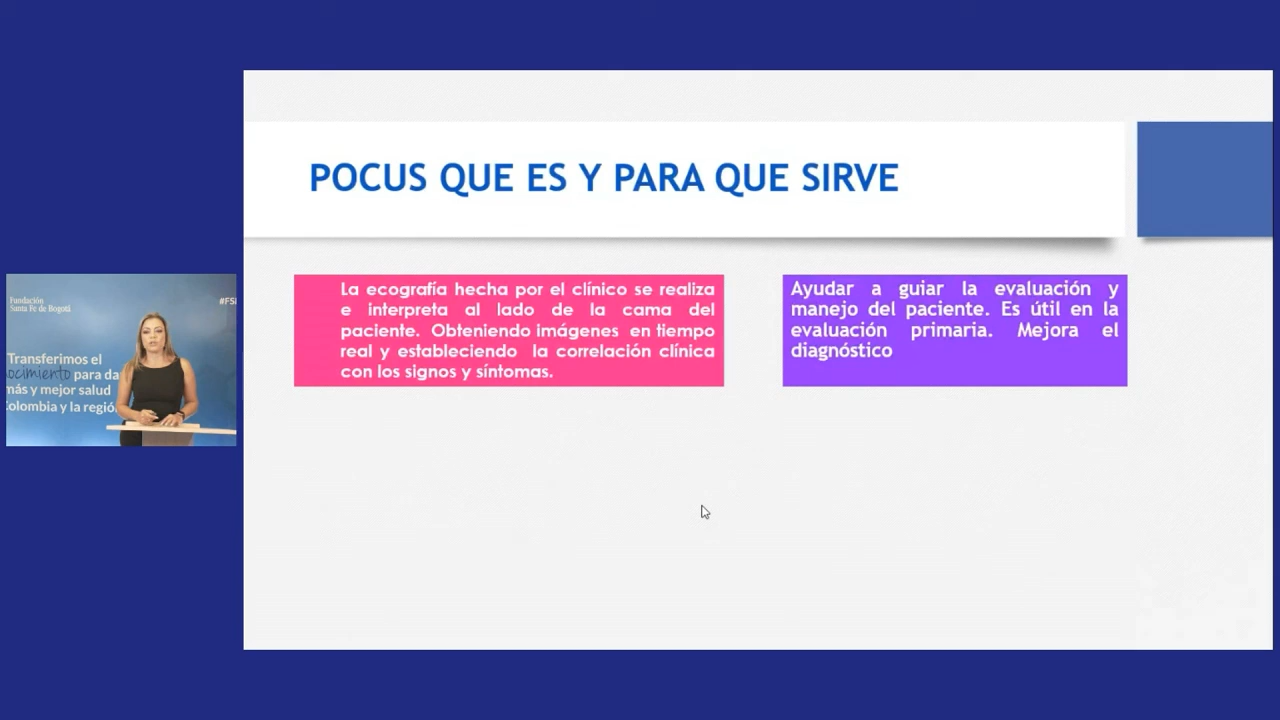 POCUS QUE ES Y PARA QUE SIRVE
La ecografía hecha por el clínico se realiza
e interpreta al lado de la cama del
paciente. Obteniendo imágenes en tiempo
real y estableciendo la correlación clínica
con los signos y síntomas.
Ayudar a guiar la evaluación y
manejo del paciente. Es útil en la
evaluación primaria. Mejora el
diagnóstico
Fundación
Santa Fe de Bogotá
Transferimos el
para
más y mejor salud
Colombia y la región